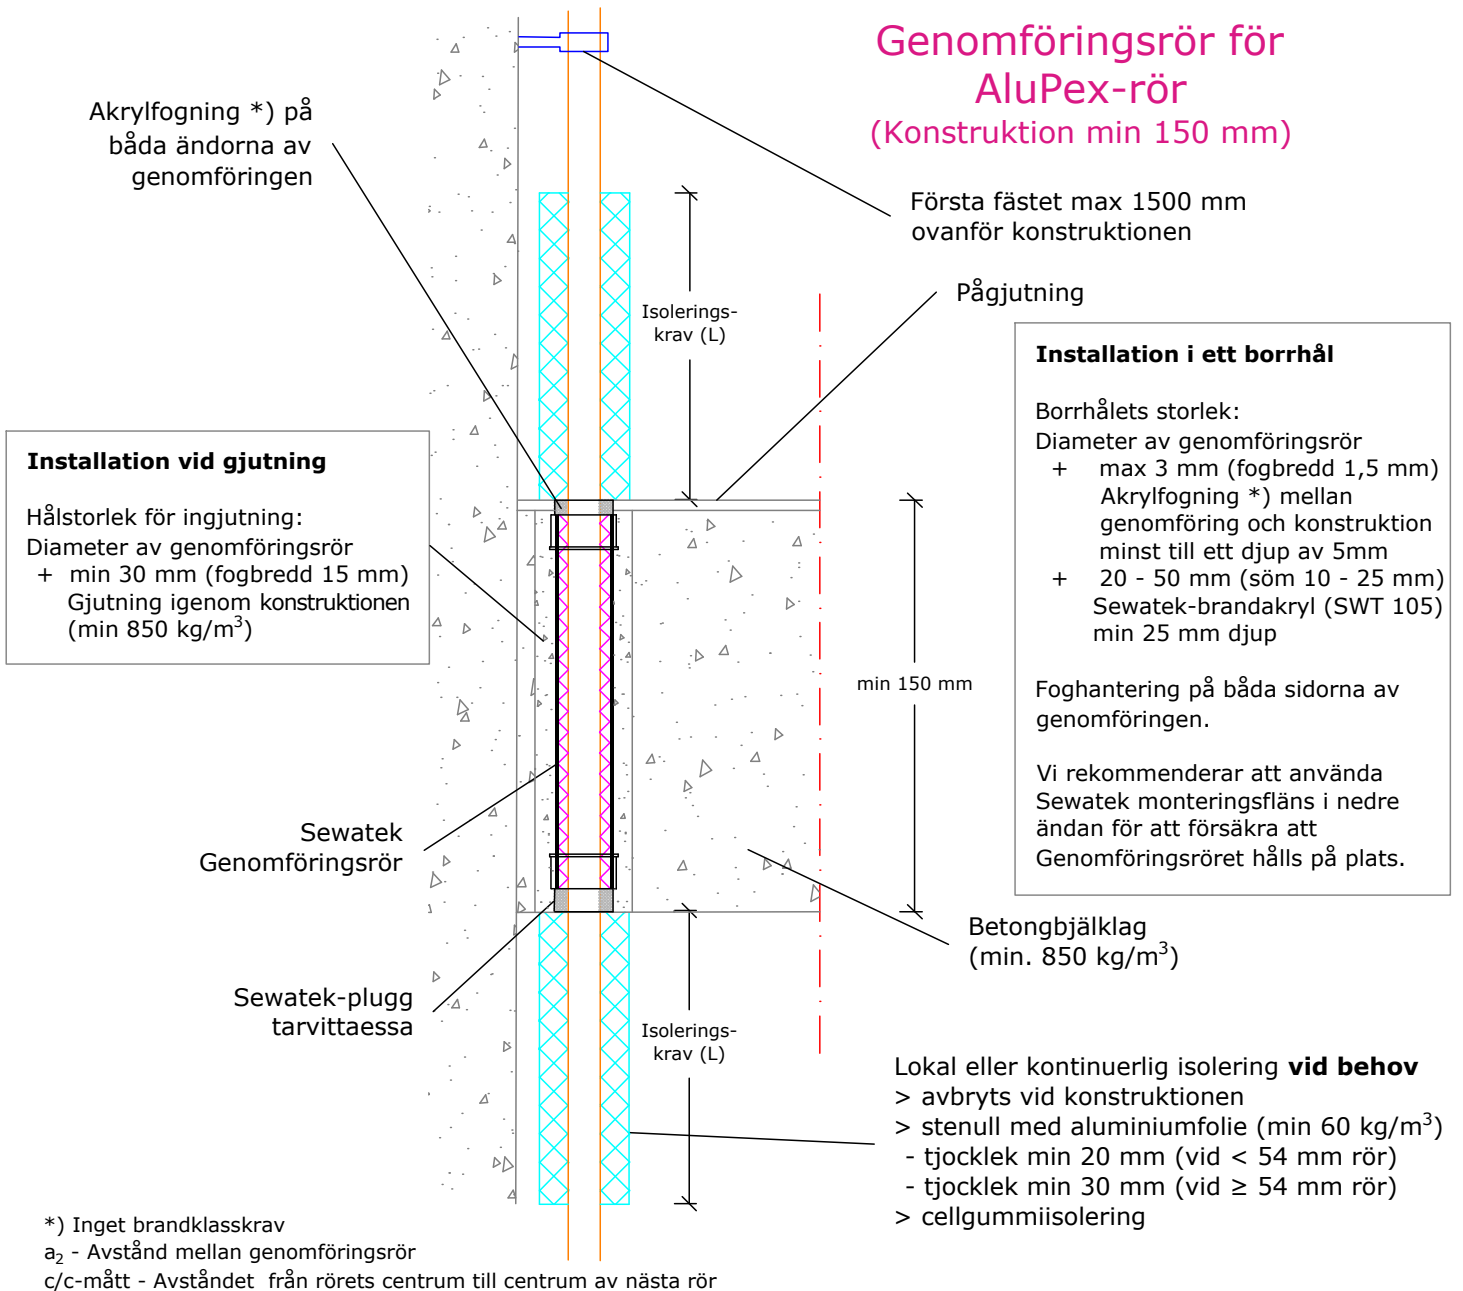 Genomföringsrör för
AluPex-rör
(Konstruktion min 150 mm)
Akrylfogning *) på
båda ändorna av
genomföringen
Första fästet max 1500 mm
ovanför konstruktionen
Pågjutning
Isolerings-
krav (L)
Installation i ett borrhål
Borrhålets storlek:
Diameter av genomföringsrör
+ max 3 mm (fogbredd 1,5 mm)
Akrylfogning *) mellan
genomföring och konstruktion
minst till ett djup av 5mm
+ 20 - 50 mm (söm 10 - 25 mm)
Sewatek-brandakryl (SWT 105)
min 25 mm djup
Foghantering på båda sidorna av
genomföringen.
Vi rekommenderar att använda
Sewatek monteringsfläns i nedre
ändan för att försäkra att
Genomföringsröret hålls på plats.
Installation vid gjutning
Hålstorlek för ingjutning:
Diameter av genomföringsrör
+ min 30 mm (fogbredd 15 mm)
Gjutning igenom konstruktionen
(min 850 kg/m³)
min 150 mm
Sewatek
Genomföringsrör
Betongbjälklag
(min. 850 kg/m³)
Sewatek-plugg
tarvittaessa
Isolerings-
krav (L)
Lokal eller kontinuerlig isolering vid behov
> avbryts vid konstruktionen
> stenull med aluminiumfolie (min 60 kg/m³)
- tjocklek min 20 mm (vid < 54 mm rör)
- tjocklek min 30 mm (vid ≥ 54 mm rör)
> cellgummiisolering
*) Inget brandklasskrav
a₂ - Avstånd mellan genomföringsrör
c/c-mått - Avståndet från rörets centrum till centrum av nästa rör